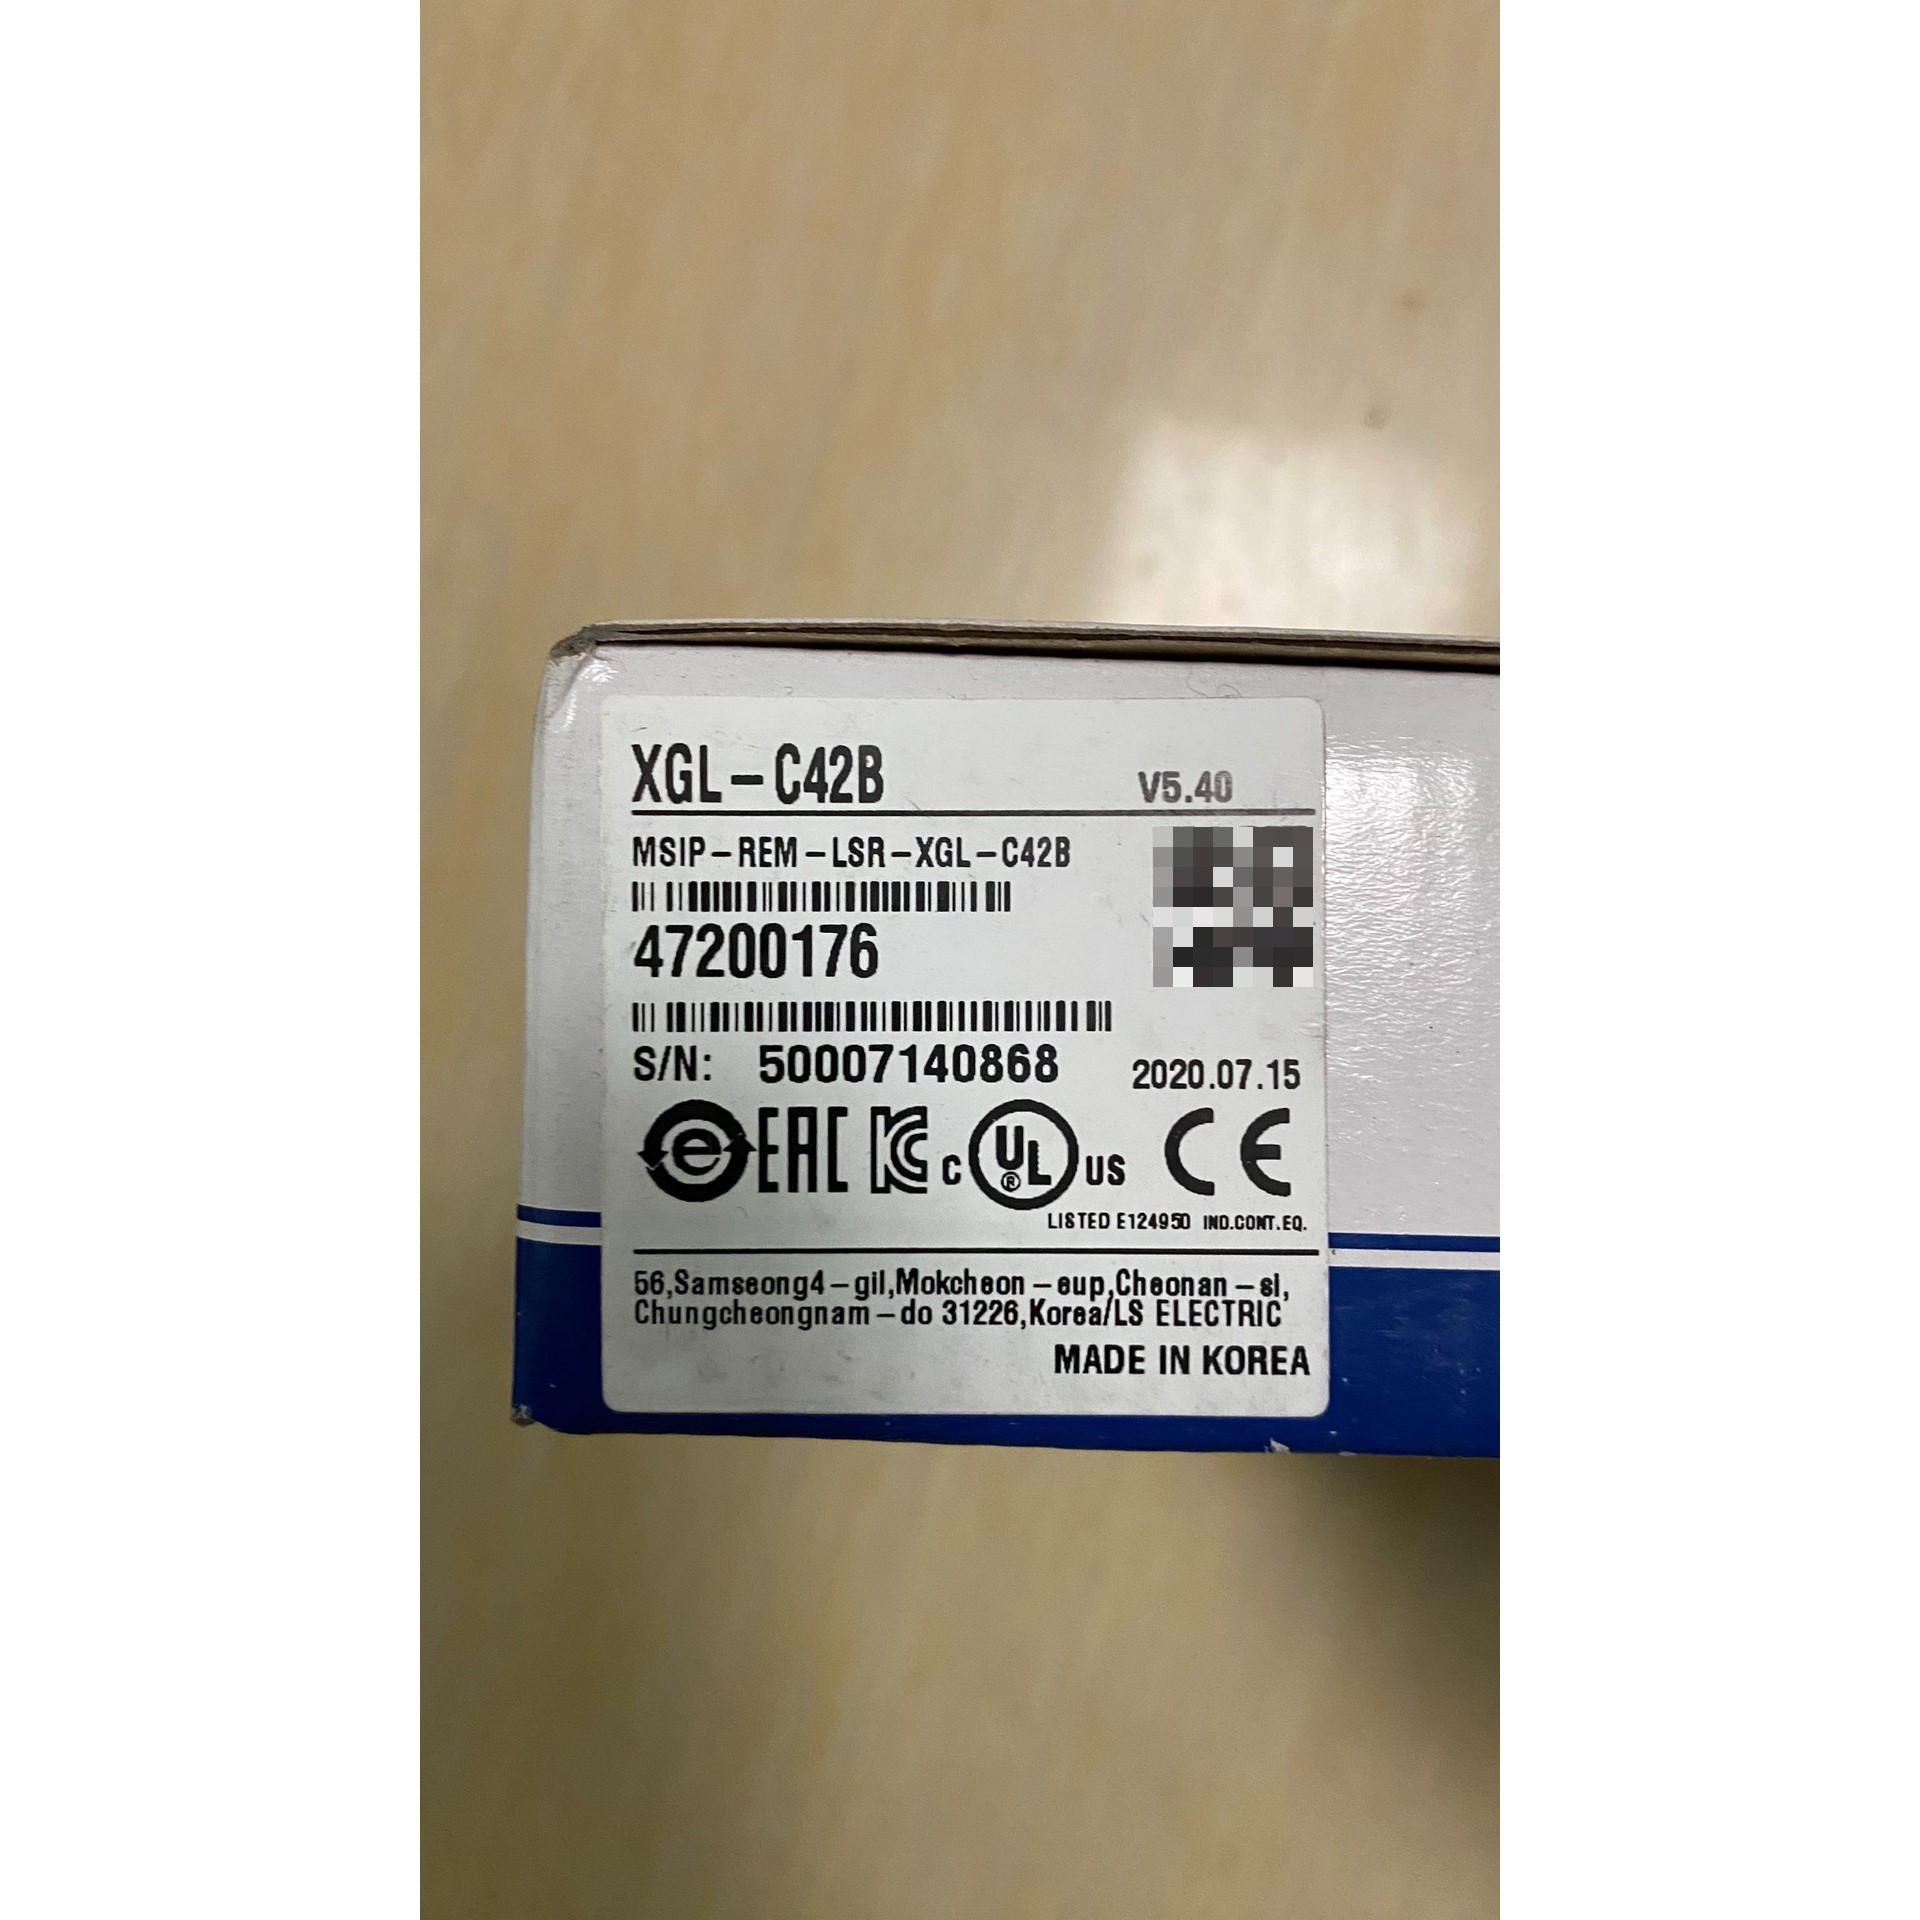 XGL-C42B V5.40
MSIP-REM-LSR-XGL-C42B
47200176
S/N: 50007140868 2020.07.15
e EAC KC c UL ® US CE
LISTED E124950 IND.CONT.EQ.
56,Samseong4-gil,Mokcheon-eup,Cheonan-si,
Chungcheongnam-do 31226,Korea/LS ELECTRIC
MADE IN KOREA